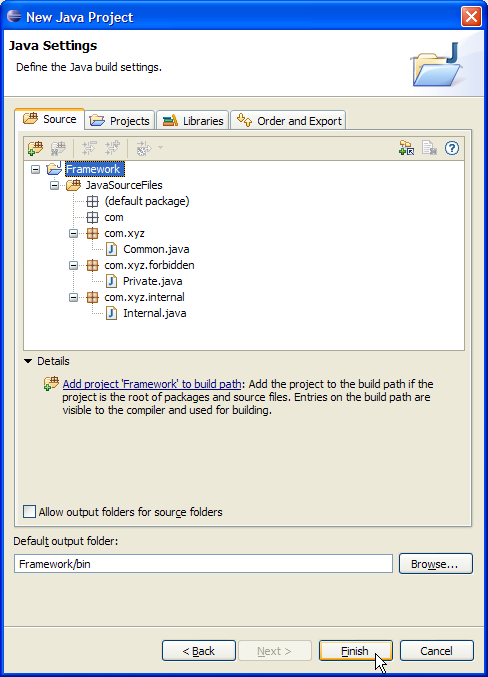 New Java Project
Java Settings
Define the Java build settings.
Source Projects Libraries Order and Export
Framework
JavaSourceFiles
(default package)
com
com.xyz
Common.java
com.xyz.forbidden
Private.java
com.xyz.internal
Internal.java
Details
Add project 'Framework' to build path: Add the project to the build path if the
project is the root of packages and source files. Entries on the build path are
visible to the compiler and used for building.
Allow output folders for source folders
Default output folder:
Framework/bin Browse...
< Back Next > Finish Cancel